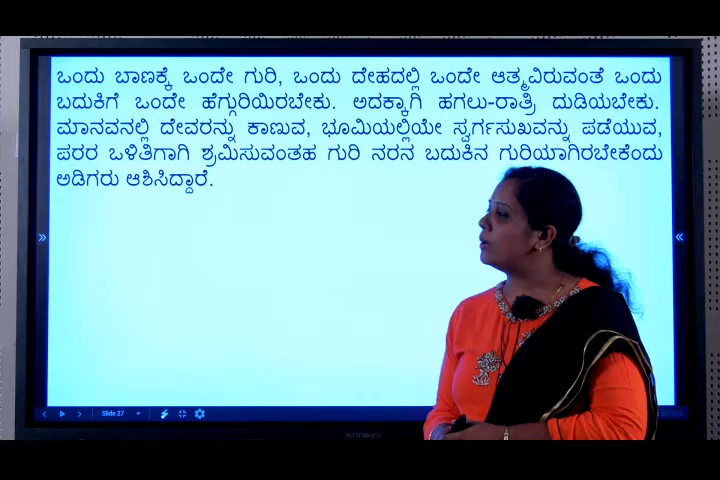 ಒಂದು ಬಾಣಕ್ಕೆ ಒಂದೇ ಗುರಿ, ಒಂದು ದೇಹದಲ್ಲಿ ಒಂದೇ ಆತ್ಮವಿರುವಂತೆ ಒಂದು
ಬದುಕಿಗೆ ಒಂದೇ ಹೆಗ್ಗುರಿಯಿರಬೇಕು. ಅದಕ್ಕಾಗಿ ಹಗಲು-ರಾತ್ರಿ ದುಡಿಯಬೇಕು.
ಮಾನವನಲ್ಲಿ ದೇವರನ್ನು ಕಾಣುವ, ಭೂಮಿಯಲ್ಲಿಯೇ ಸ್ವರ್ಗಸುಖವನ್ನು ಪಡೆಯುವ,
ಪರರ ಒಳಿತಿಗಾಗಿ ಶ್ರಮಿಸುವಂತಹ ಗುರಿ ನರನ ಬದುಕಿನ ಗುರಿಯಾಗಿರಬೇಕೆಂದು
ಅಡಿಗರು ಆಶಿಸಿದ್ದಾರೆ.
Slide 27